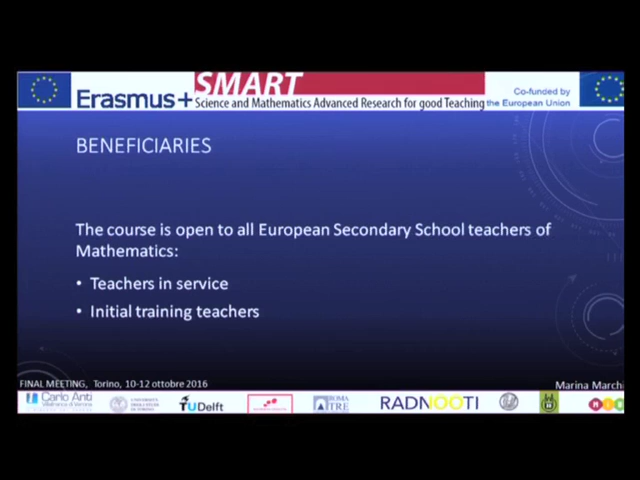 Erasmus+
SMART
Science and Mathematics Advanced Research for good Teaching
Co-funded by
the European Union
BENEFICIARIES
The course is open to all European Secondary School teachers of
Mathematics:
• Teachers in service
• Initial training teachers
FINAL MEETING, Torino, 10-12 ottobre 2016
Marina Marchi
Carlo Anti
TUDelft
ROMA
TRE
RADNOOTI